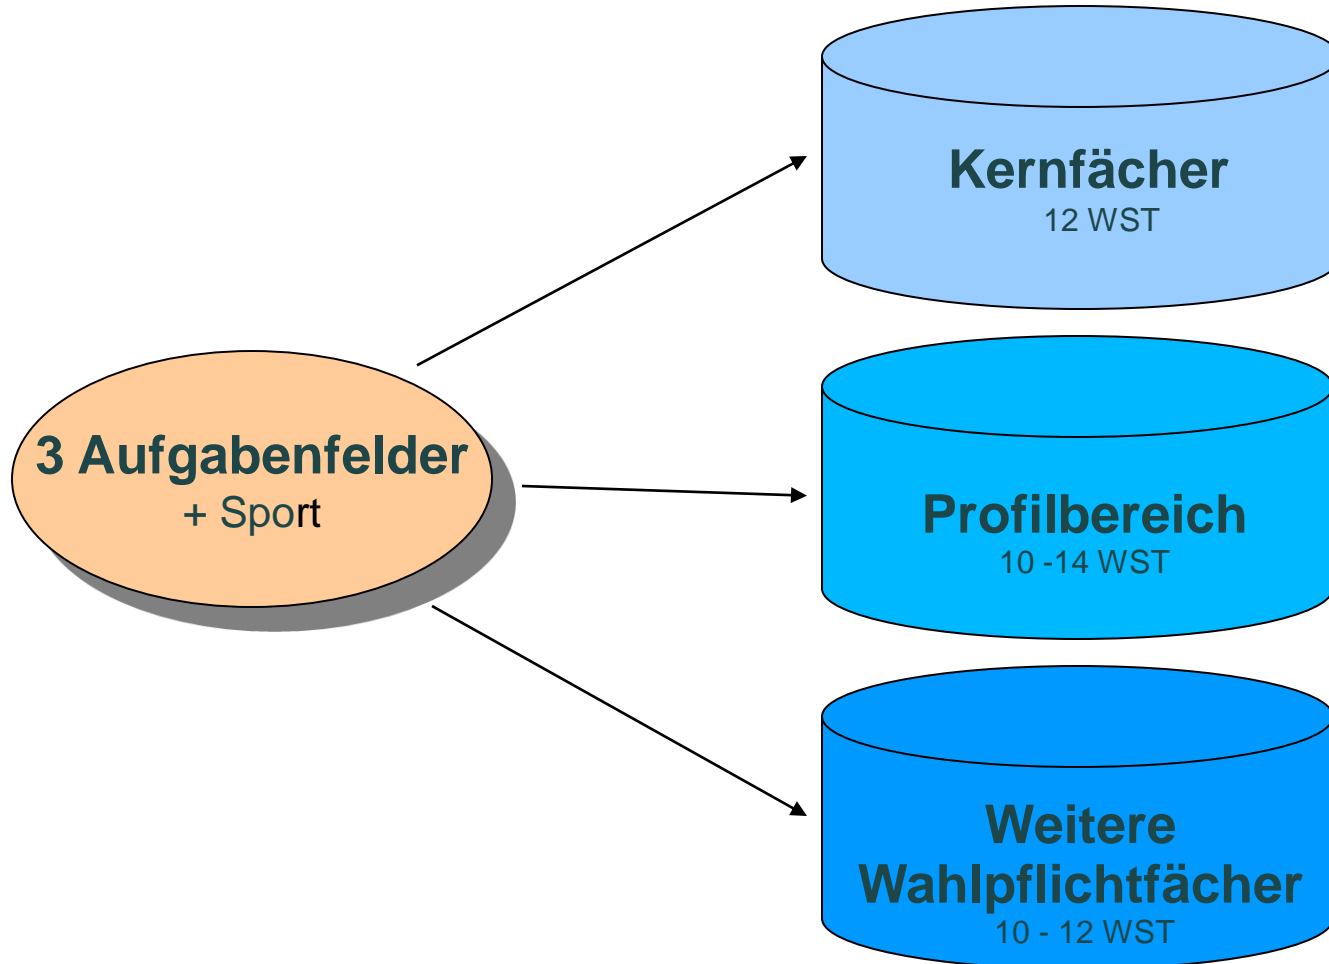 Kernfächer
12 WST
3 Aufgabenfelder
+ Sport
Profilbereich
10 -14 WST
Weitere
Wahlpflichtfächer
10 - 12 WST